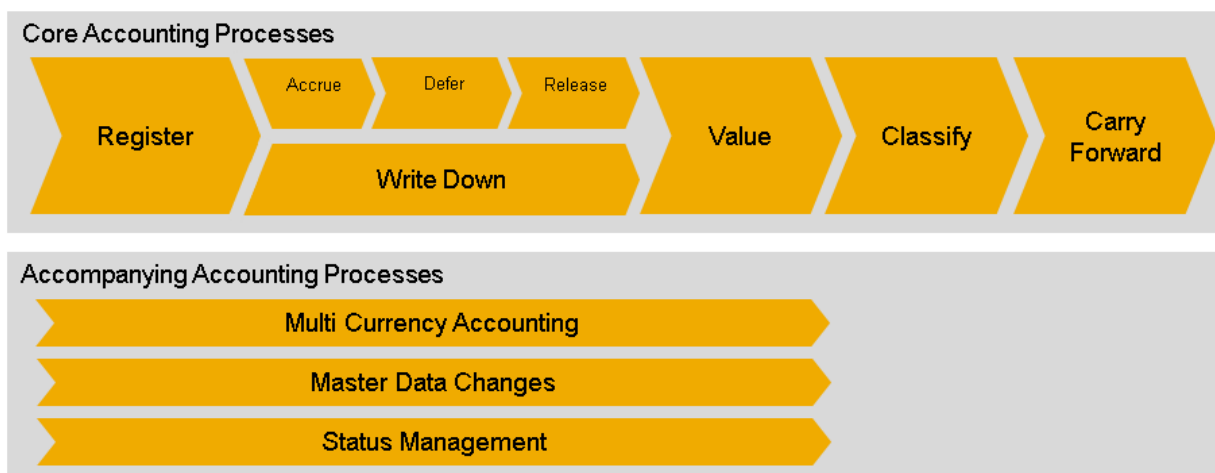 Core Accounting Processes
Register
Accrue
Defer
Release
Write Down
Value
Classify
Carry
Forward
Accompanying Accounting Processes
Multi Currency Accounting
Master Data Changes
Status Management